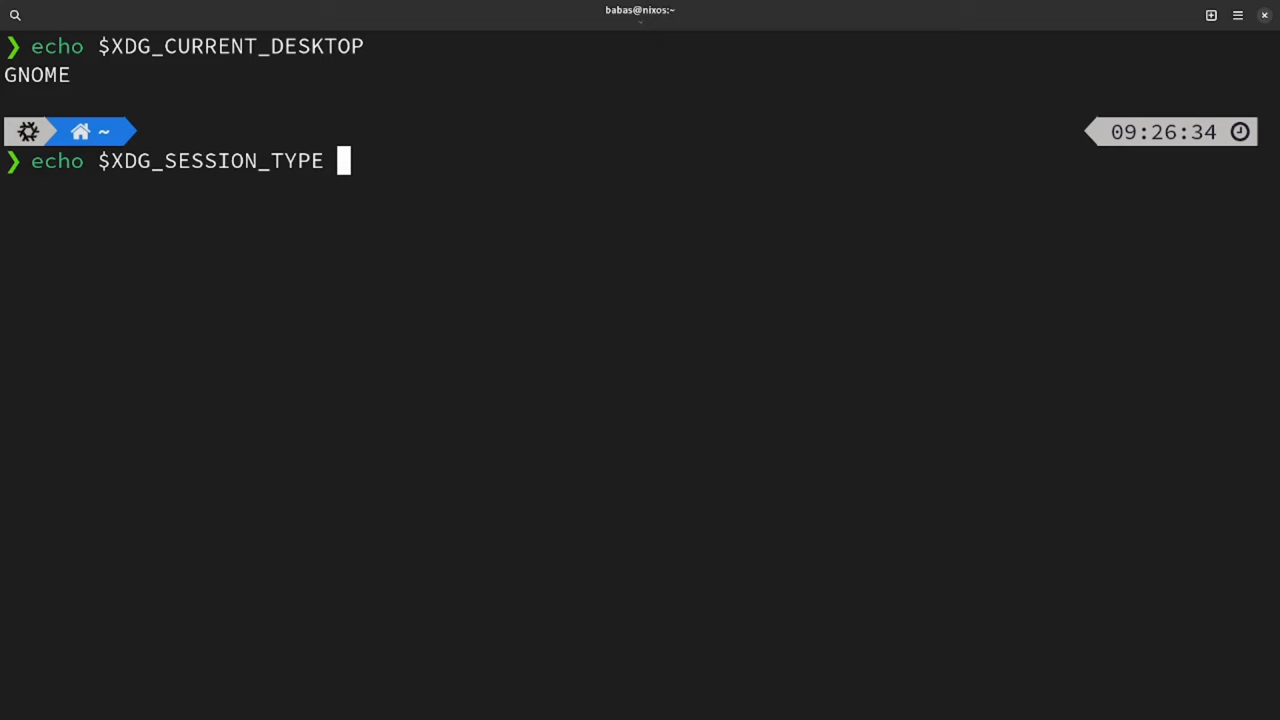 babas@nixos:~
❯ echo $XDG_CURRENT_DESKTOP
GNOME
~ 09:26:34
❯ echo $XDG_SESSION_TYPE